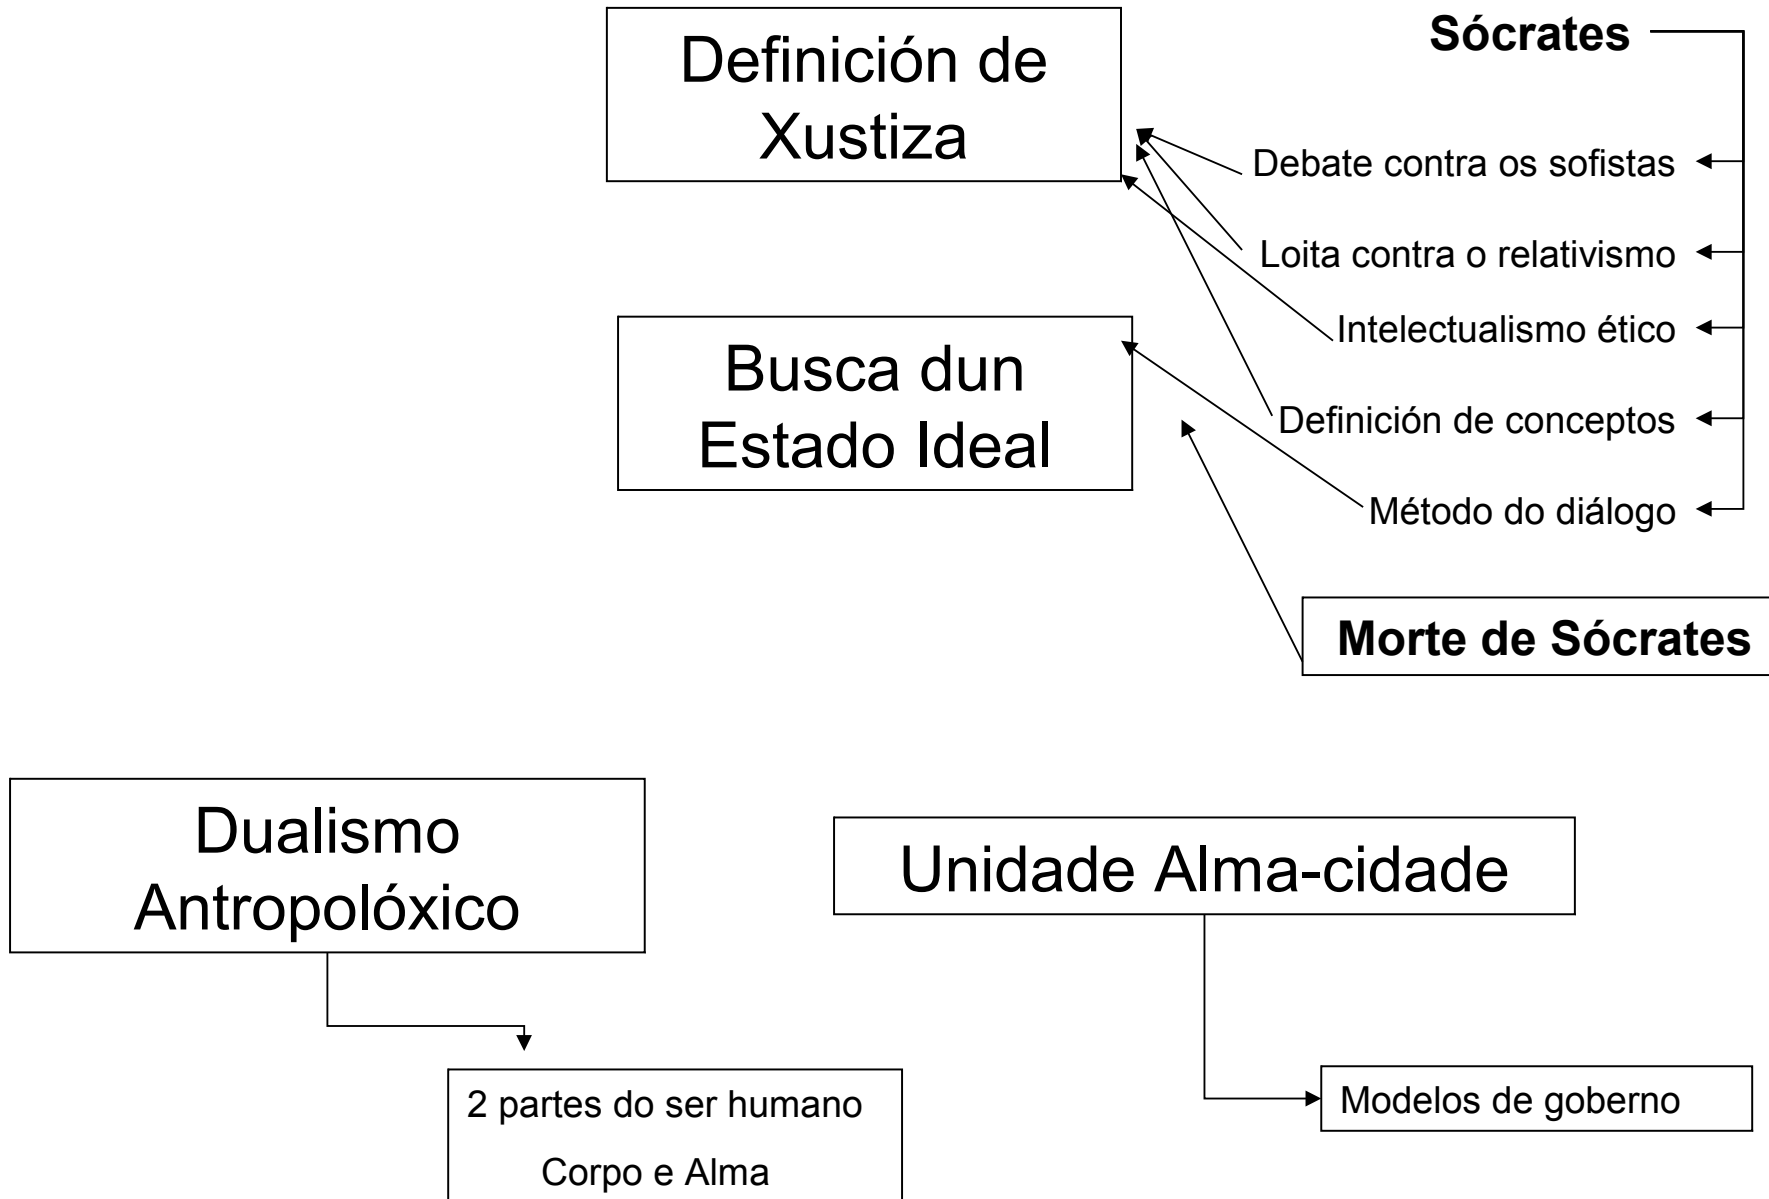 Definición de
Xustiza
Sócrates
Debate contra os sofistas
Loita contra o relativismo
Intelectualismo ético
Definición de conceptos
Método do diálogo
Busca dun
Estado Ideal
Morte de Sócrates
Dualismo
Antropolóxico
Unidade Alma-cidade
2 partes do ser humano
Corpo e Alma
Modelos de goberno